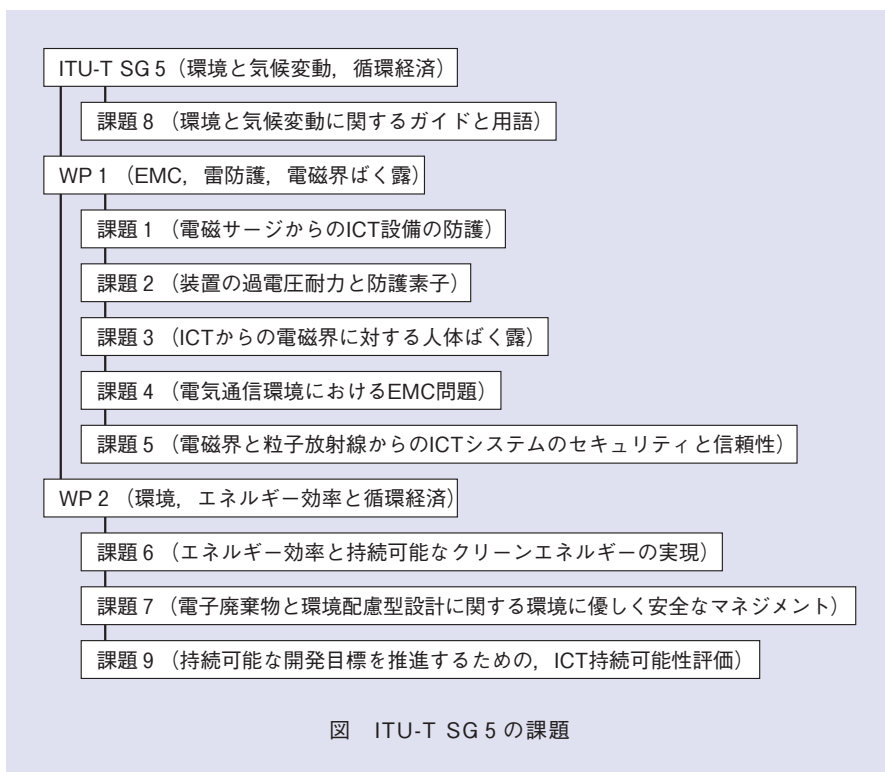 ITU-T SG 5（環境と気候変動，循環経済）
課題 8 （環境と気候変動に関するガイドと用語）
WP 1 （EMC，雷防護，電磁界ばく露）
課題 1 （電磁サージからのICT設備の防護）
課題 2 （装置の過電圧耐力と防護素子）
課題 3 （ICTからの電磁界に対する人体ばく露）
課題 4 （電気通信環境におけるEMC問題）
課題 5 （電磁界と粒子放射線からのICTシステムのセキュリティと信頼性）
WP 2 （環境，エネルギー効率と循環経済）
課題 6 （エネルギー効率と持続可能なクリーンエネルギーの実現）
課題 7 （電子廃棄物と環境配慮型設計に関する環境に優しく安全なマネジメント）
課題 9 （持続可能な開発目標を推進するための，ICT持続可能性評価）
図　ITU-T SG 5 の課題